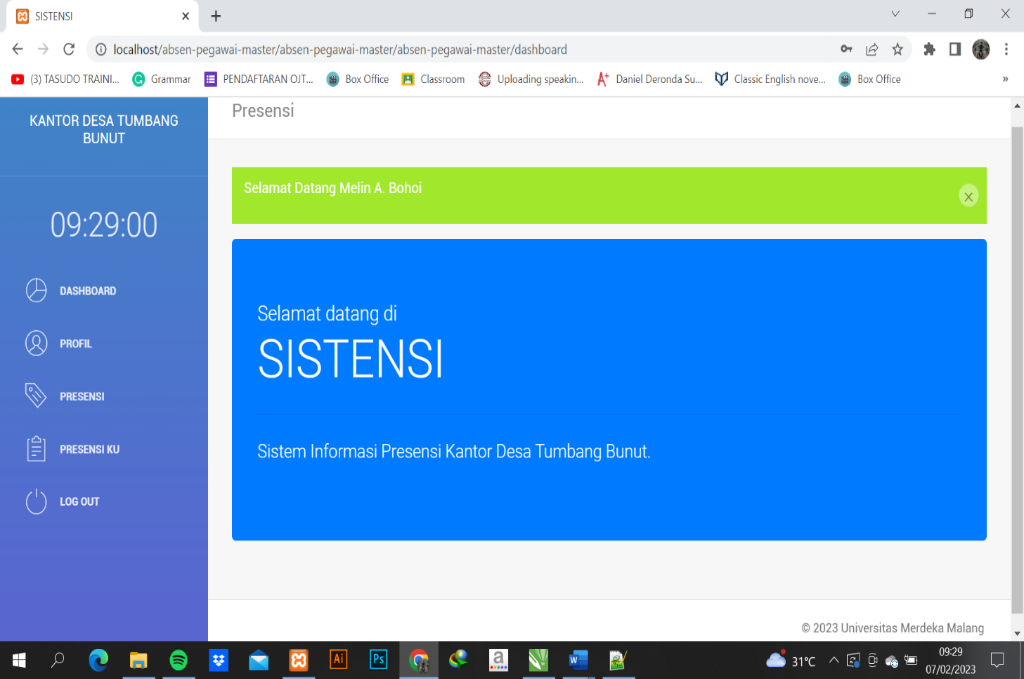 SISTENSI
localhost/absen-pegawai-master/absen-pegawai-master/absen-pegawai-master/dashboard
(3) TASUDO TRAINI...
Grammar
PENDAFTARAN OJT...
Box Office
Classroom
Uploading speakin...
Daniel Deronda Su...
Classic English nove...
Box Office
»
KANTOR DESA TUMBANG
BUNUT
09:29:00
DASHBOARD
PROFIL
PRESENSI
PRESENSI KU
LOG OUT
Presensi
Selamat Datang Melin A. Bohoi
Selamat datang di
SISTENSI
Sistem Informasi Presensi Kantor Desa Tumbang Bunut.
© 2023 Universitas Merdeka Malang
Ai
Ps
a
W
31°C
09:29
07/02/2023